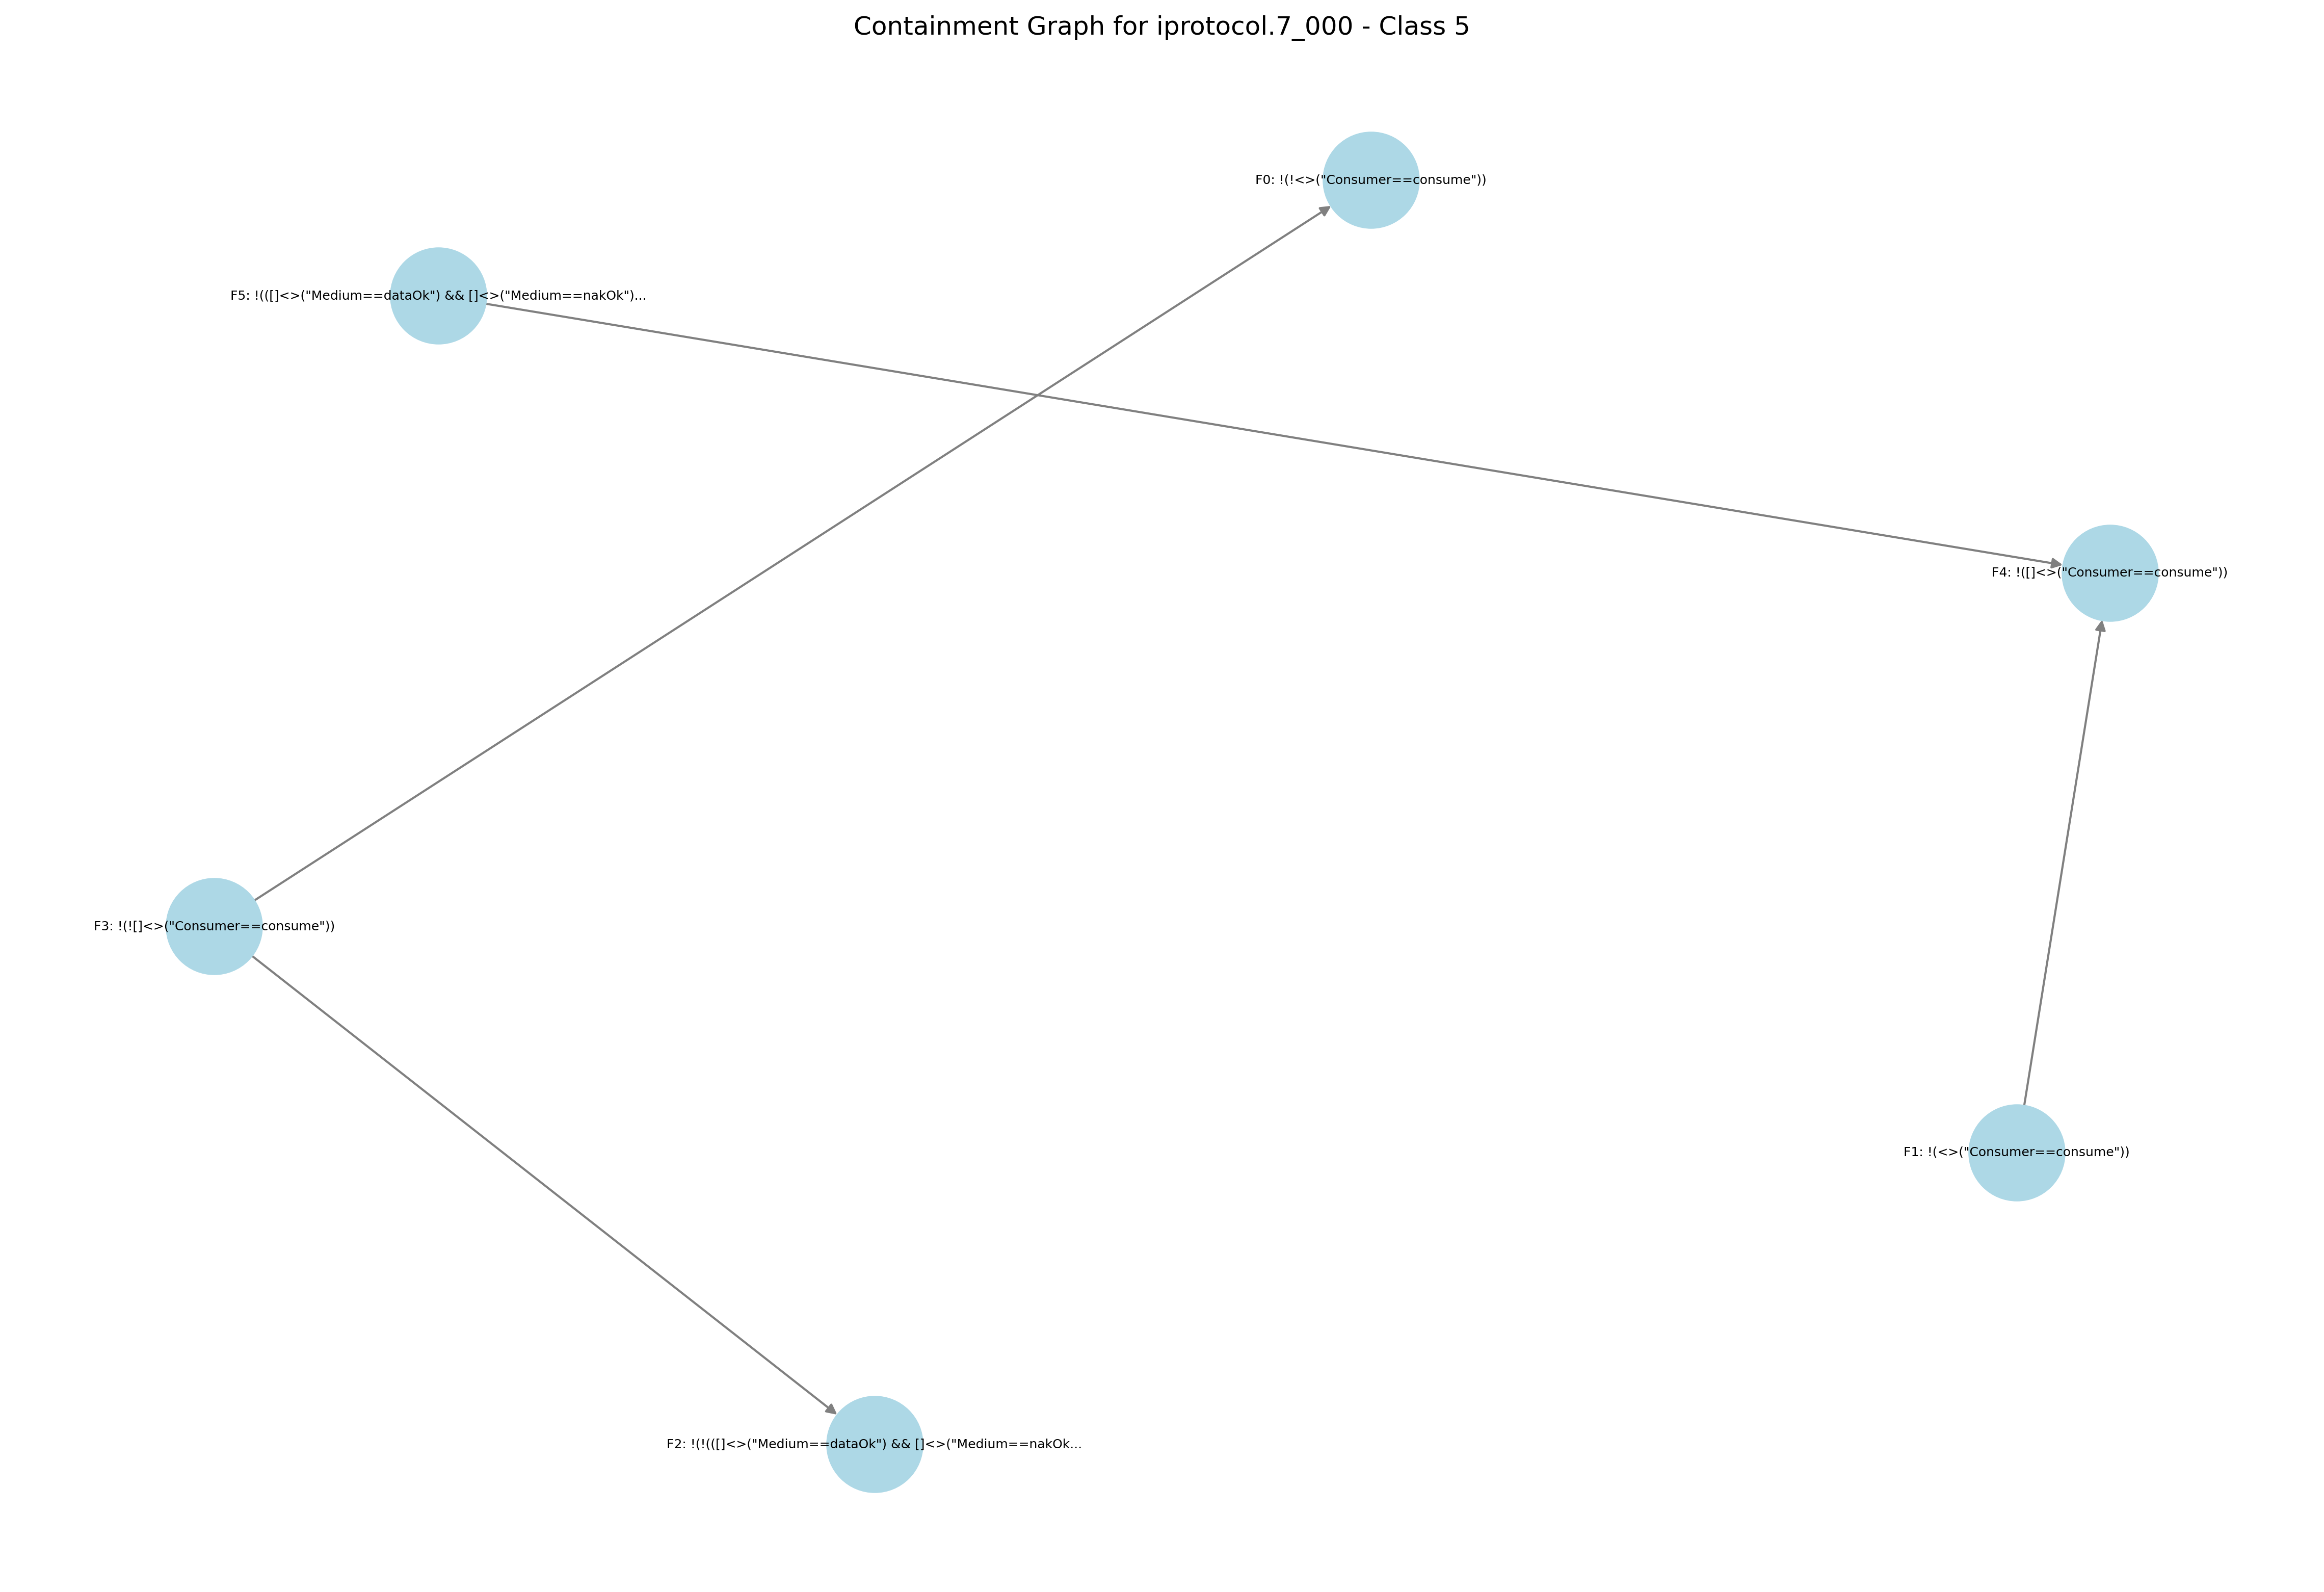 Containment Graph for iprotocol.7_000 - Class 5
F0: !(!<>("Consumer==consume"))
F5: !(([]<>("Medium==dataOk") && []<>("Medium==nakOk")...
F4: !([]<>("Consumer==consume"))
F3: !(![]<>("Consumer==consume"))
F1: !(<>("Consumer==consume"))
F2: !(!(([]<>("Medium==dataOk") && []<>("Medium==nakOk...